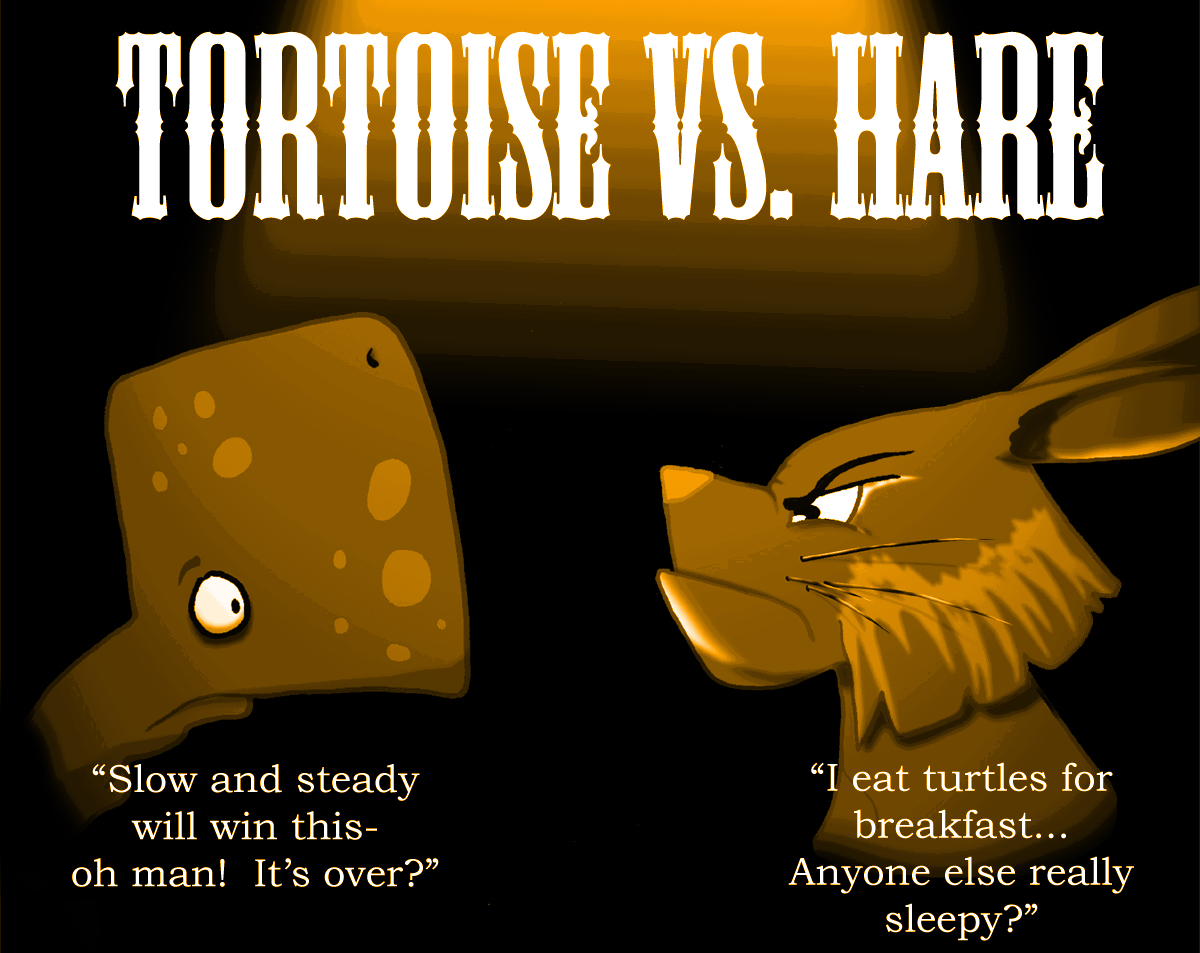 TORTOISE VS. HARE
“Slow and steady
will win this-
oh man!  It’s over?”
“I eat turtles for
breakfast...
Anyone else really
sleepy?”